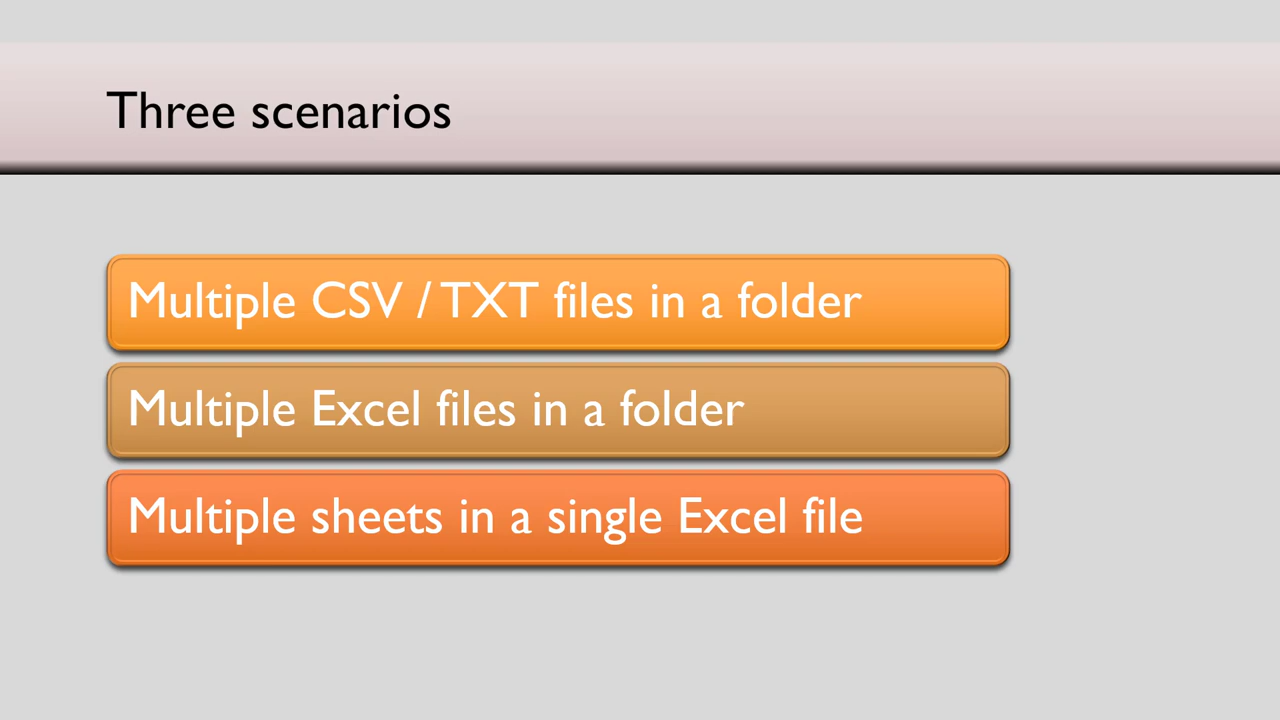 Three scenarios
Multiple CSV / TXT files in a folder
Multiple Excel files in a folder
Multiple sheets in a single Excel file